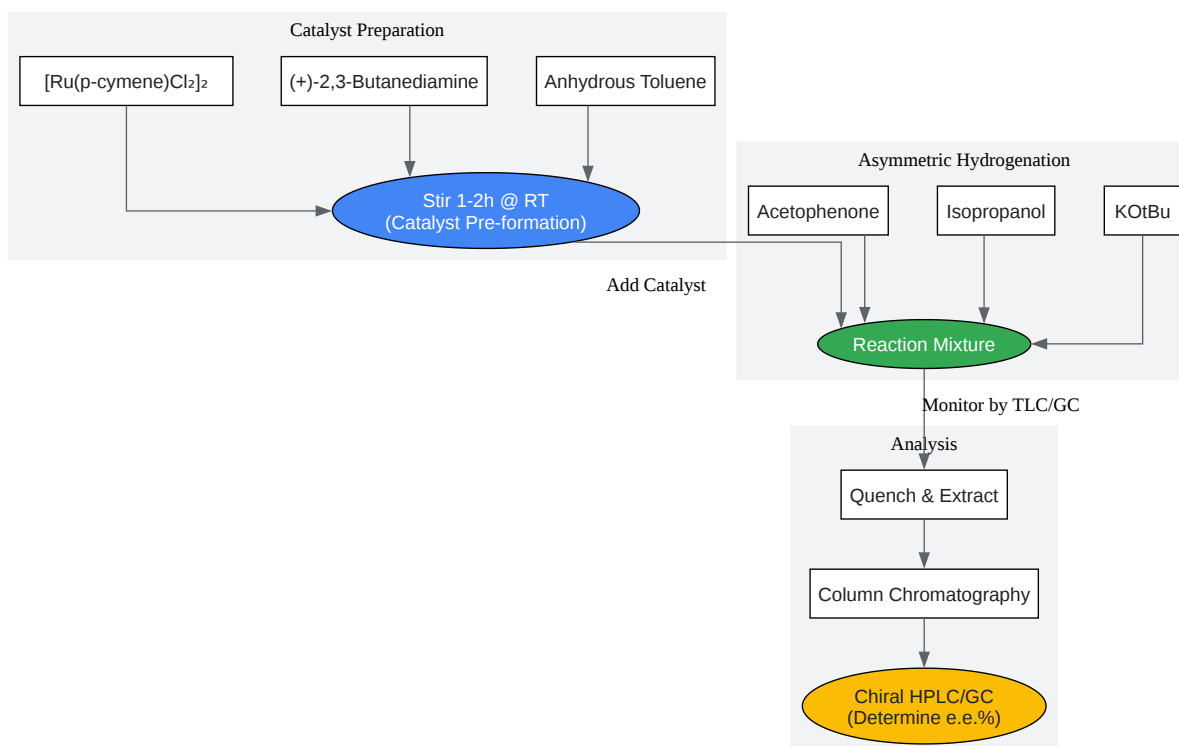 Catalyst Preparation
[Ru(p-cymene)Cl₂]₂
(+)-2,3-Butanediamine
Anhydrous Toluene
Stir 1-2h @ RT
(Catalyst Pre-formation)
Add Catalyst
Asymmetric Hydrogenation
Acetophenone
Isopropanol
KOtBu
Reaction Mixture
Monitor by TLC/GC
Analysis
Quench & Extract
Column Chromatography
Chiral HPLC/GC
(Determine e.e.%)